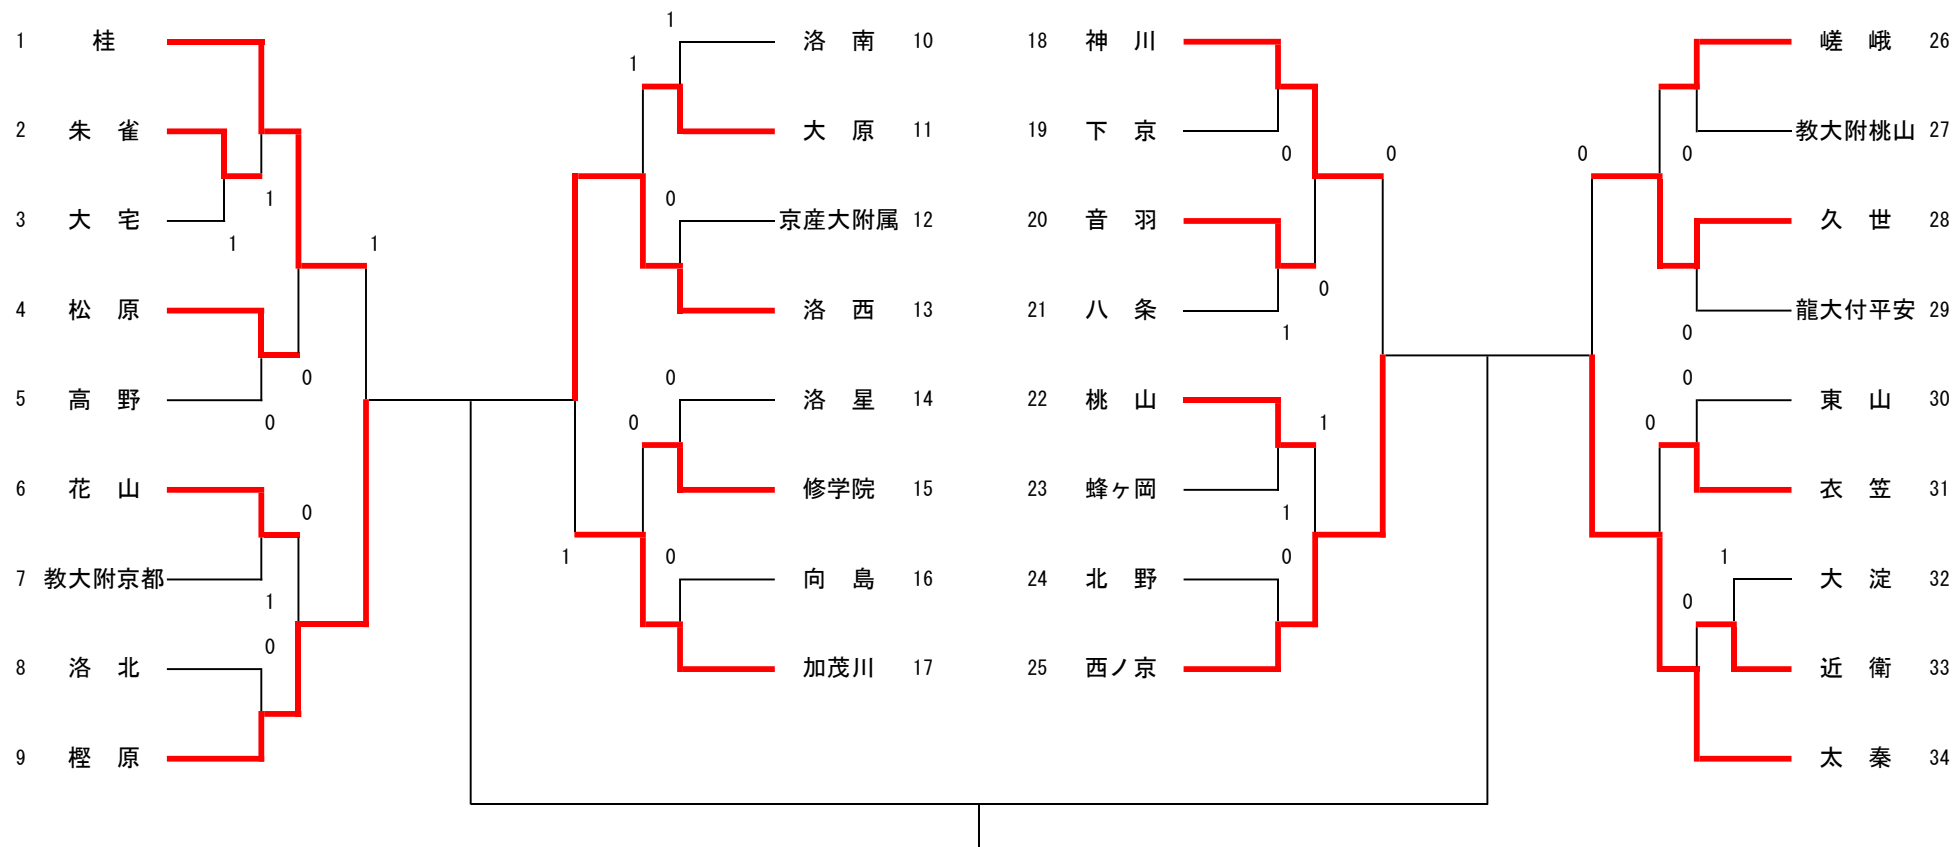 1 桂
2 朱 雀
3 大 宅
4 松 原
5 高 野
6 花 山
7 教大附京都
8 洛 北
9 樫 原
1
1
1
0
0
0
1
0
洛 南 10
大 原 11
京産大附属 12
洛 西 13
洛 星 14
修学院 15
向 島 16
加茂川 17
1
1
0
0
0
1
0
18 神 川
19 下 京
20 音 羽
21 八 条
22 桃 山
23 蜂ヶ岡
24 北 野
25 西ノ京
0
0
0
1
1
1
0
嵯 峨 26
教大附桃山 27
久 世 28
龍大付平安 29
東 山 30
衣 笠 31
大 淀 32
近 衛 33
太 秦 34
0
0
0
0
0
1
0